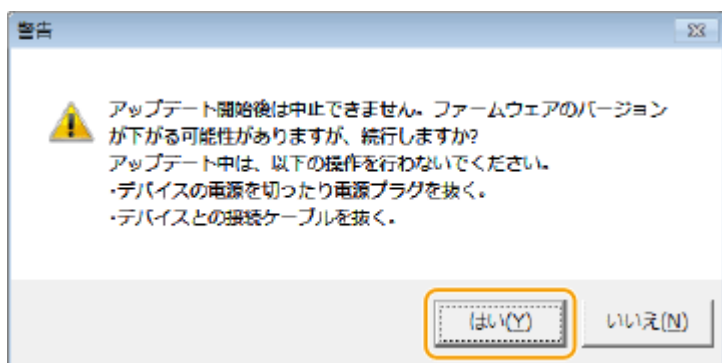 警告
アップデート開始後は中止できません。ファームウェアのバージョン
が下がる可能性がありますが、続行しますか?
アップデート中は、以下の操作を行わないでください。
・デバイスの電源を切ったり電源プラグを抜く。
・デバイスとの接続ケーブルを抜く。
はい(Y)
いいえ(N)